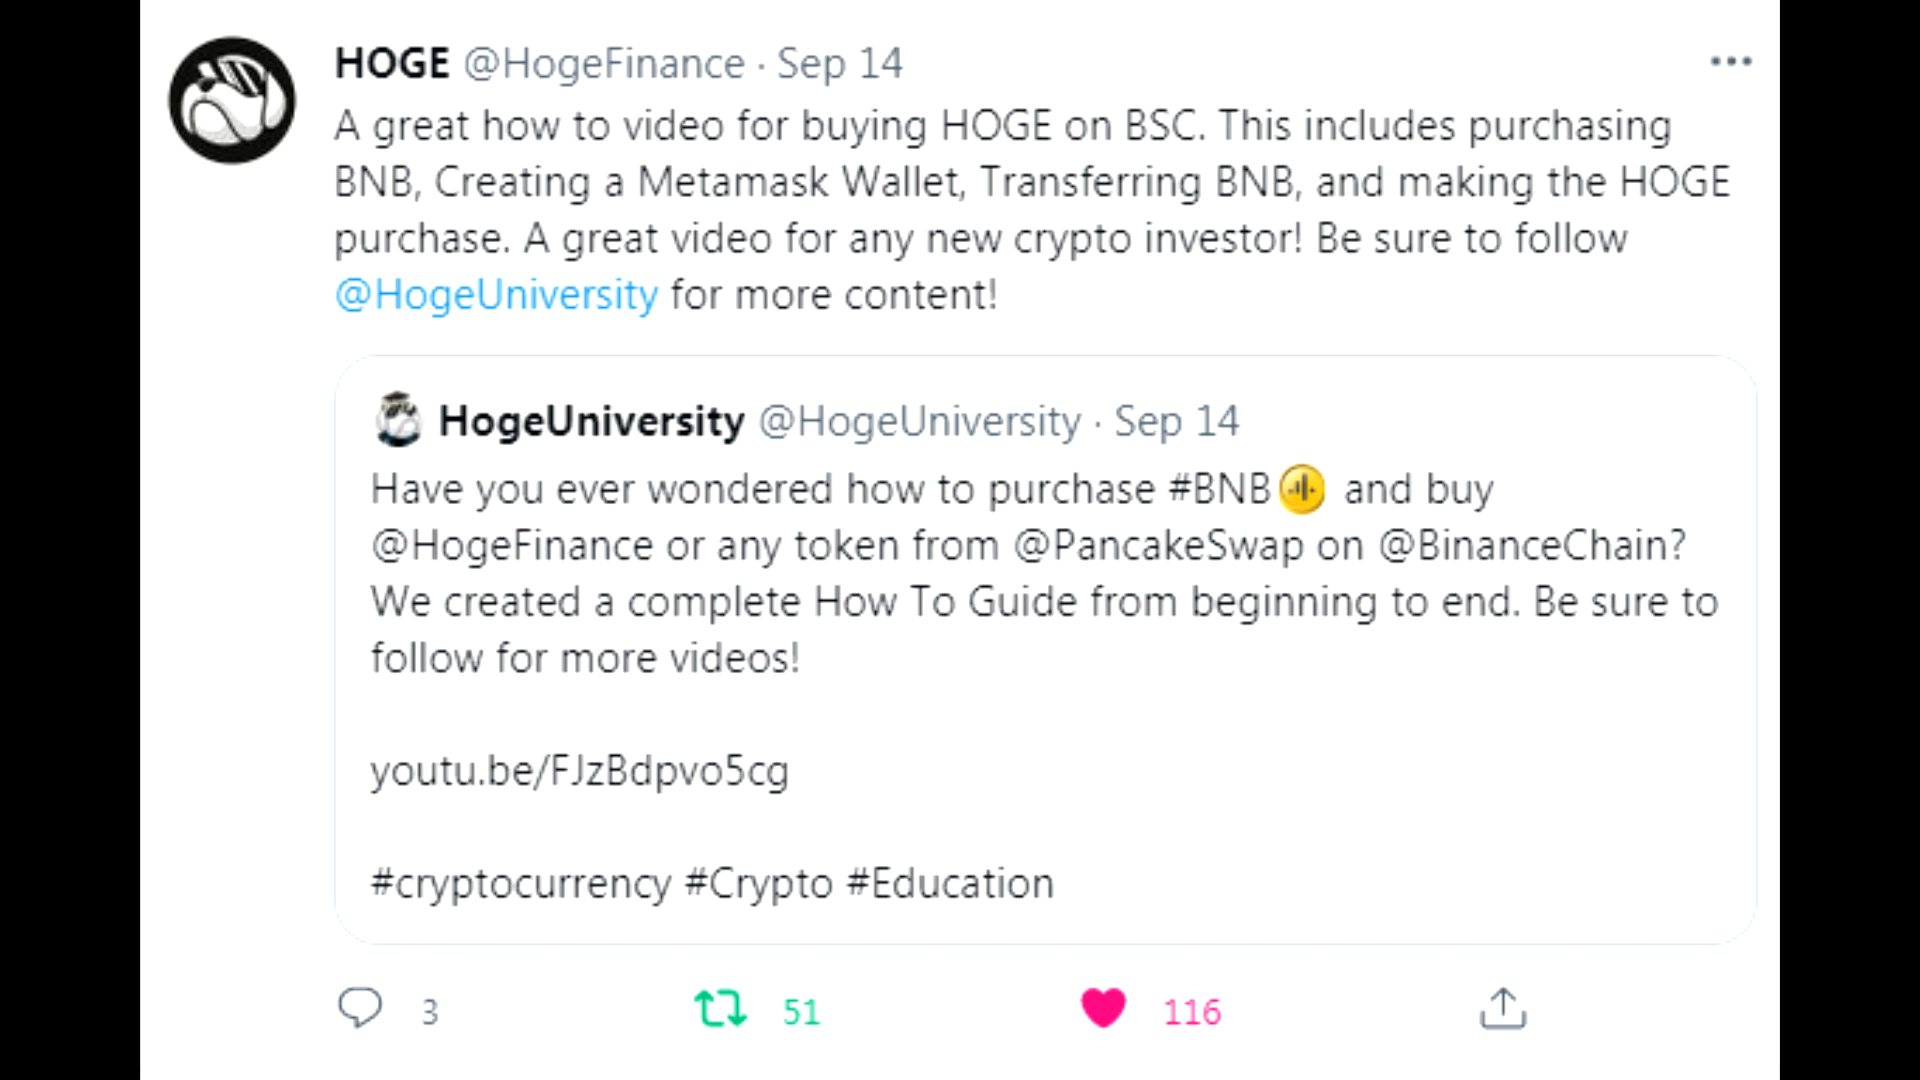 HOGE @HogeFinance · Sep 14
A great how to video for buying HOGE on BSC. This includes purchasing
BNB, Creating a Metamask Wallet, Transferring BNB, and making the HOGE
purchase. A great video for any new crypto investor! Be sure to follow
@HogeUniversity for more content!
HogeUniversity @HogeUniversity · Sep 14
Have you ever wondered how to purchase #BNB and buy
@HogeFinance or any token from @PancakeSwap on @BinanceChain?
We created a complete How To Guide from beginning to end. Be sure to
follow for more videos!
youtu.be/FJzBdpvo5cg
#cryptocurrency #Crypto #Education
3 51 116